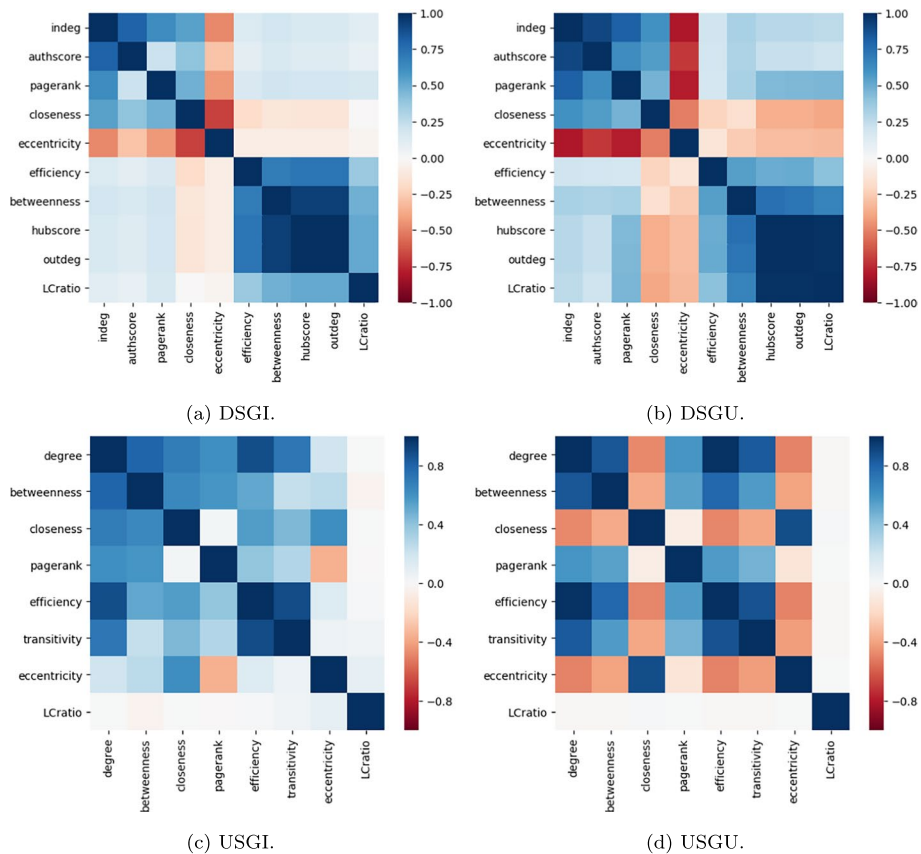 indeg
authscore
pagerank
closeness
eccentricity
efficiency
betweenness
hubscore
outdeg
LCratio
indeg
authscore
pagerank
closeness
eccentricity
efficiency
betweenness
hubscore
outdeg
LCratio
1.00
0.75
0.50
0.25
0.00
−0.25
−0.50
−0.75
−1.00
(a) DSGI.
indeg
authscore
pagerank
closeness
eccentricity
efficiency
betweenness
hubscore
outdeg
LCratio
indeg
authscore
pagerank
closeness
eccentricity
efficiency
betweenness
hubscore
outdeg
LCratio
1.00
0.75
0.50
0.25
0.00
−0.25
−0.50
−0.75
−1.00
(b) DSGU.
degree
betweenness
closeness
pagerank
efficiency
transitivity
eccentricity
LCratio
degree
betweenness
closeness
pagerank
efficiency
transitivity
eccentricity
LCratio
0.8
0.4
0.0
−0.4
−0.8
(c) USGI.
degree
betweenness
closeness
pagerank
efficiency
transitivity
eccentricity
LCratio
degree
betweenness
closeness
pagerank
efficiency
transitivity
eccentricity
LCratio
0.8
0.4
0.0
−0.4
−0.8
(d) USGU.